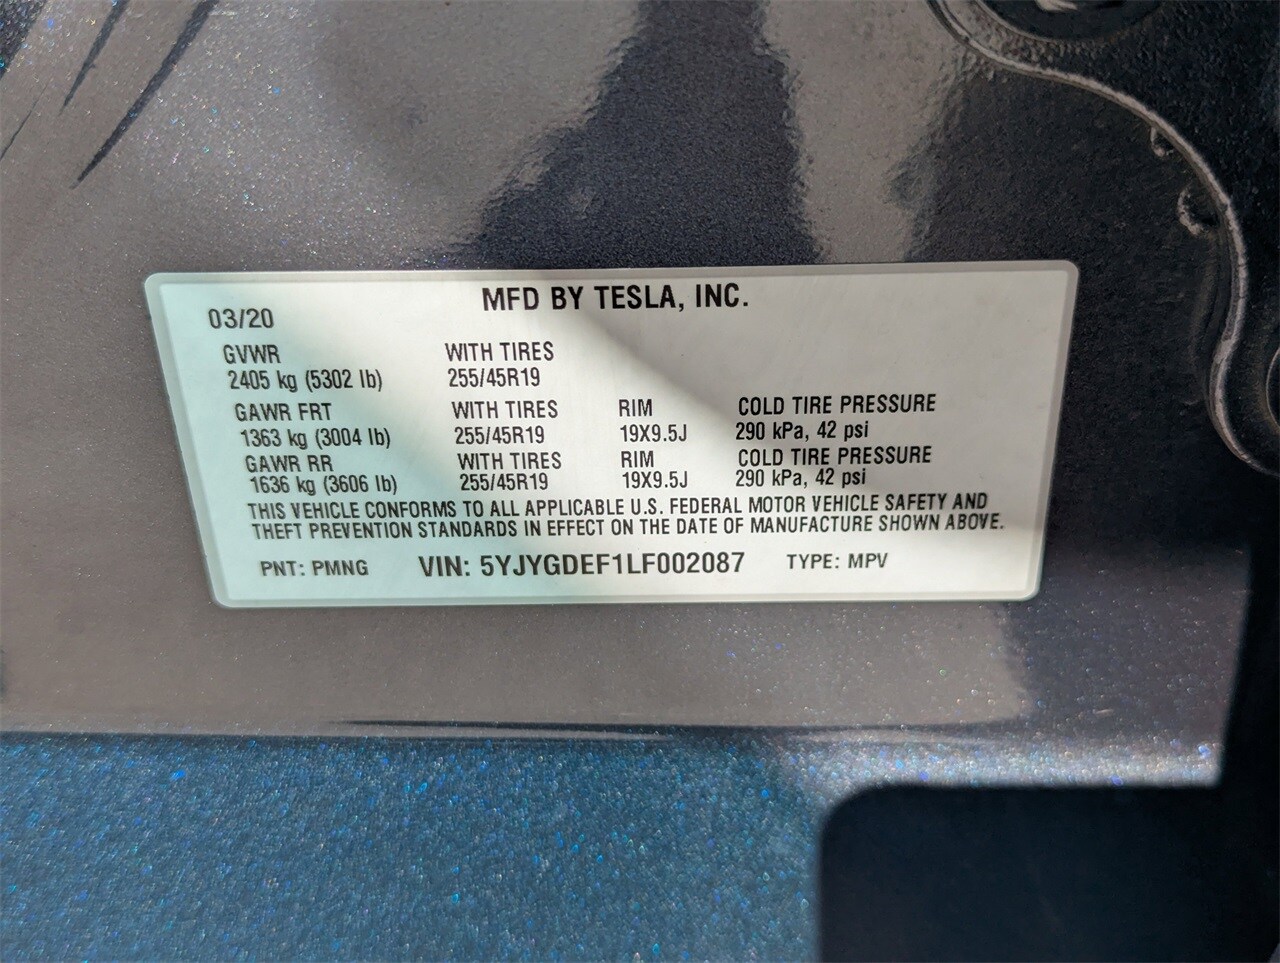 MFD BY TESLA, INC.
03/20
GVWR WITH TIRES
2405 kg (5302 lb) 255/45R19
GAWR FRT WITH TIRES RIM COLD TIRE PRESSURE
1363 kg (3004 lb) 255/45R19 19X9.5J 290 kPa, 42 psi
GAWR RR WITH TIRES RIM COLD TIRE PRESSURE
1636 kg (3606 lb) 255/45R19 19X9.5J 290 kPa, 42 psi
THIS VEHICLE CONFORMS TO ALL APPLICABLE U.S. FEDERAL MOTOR VEHICLE SAFETY AND
THEFT PREVENTION STANDARDS IN EFFECT ON THE DATE OF MANUFACTURE SHOWN ABOVE.
PNT: PMNG VIN: 5YJYGDEF1LF002087 TYPE: MPV